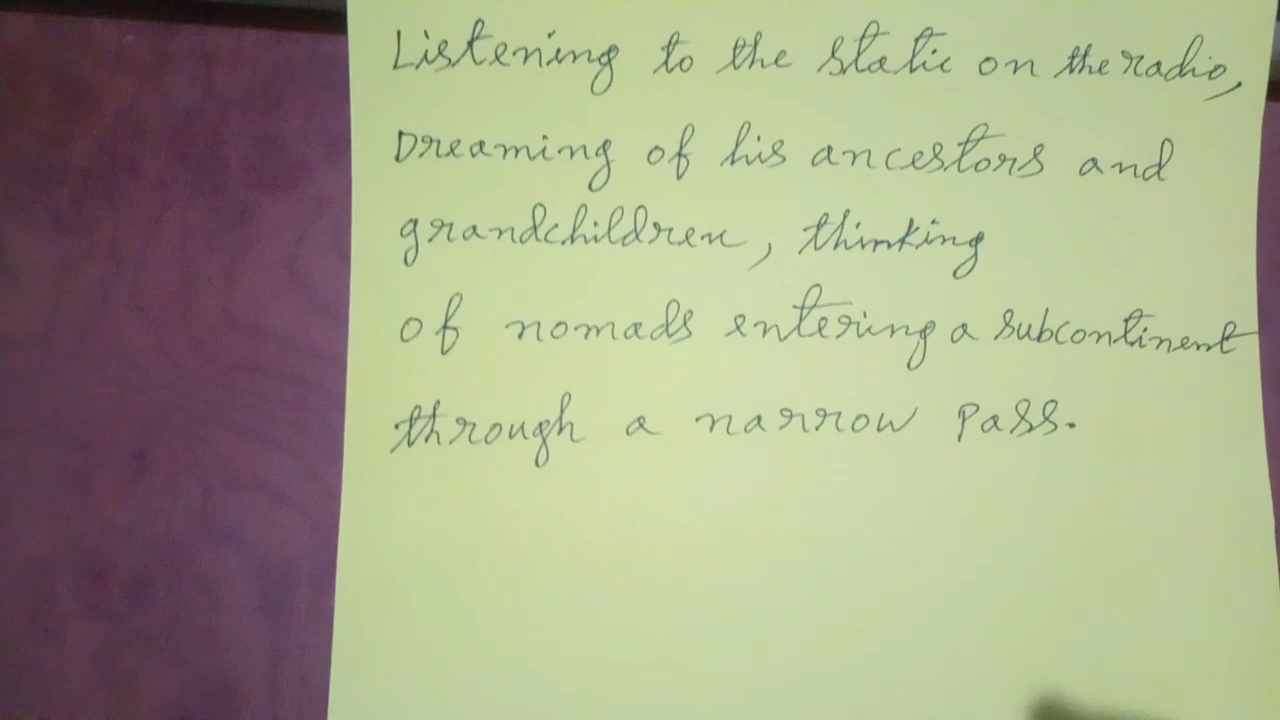 Listening to the static on the radio,
Dreaming of his ancestors and
grandchildren, thinking
of nomads entering a subcontinent
through a narrow pass.